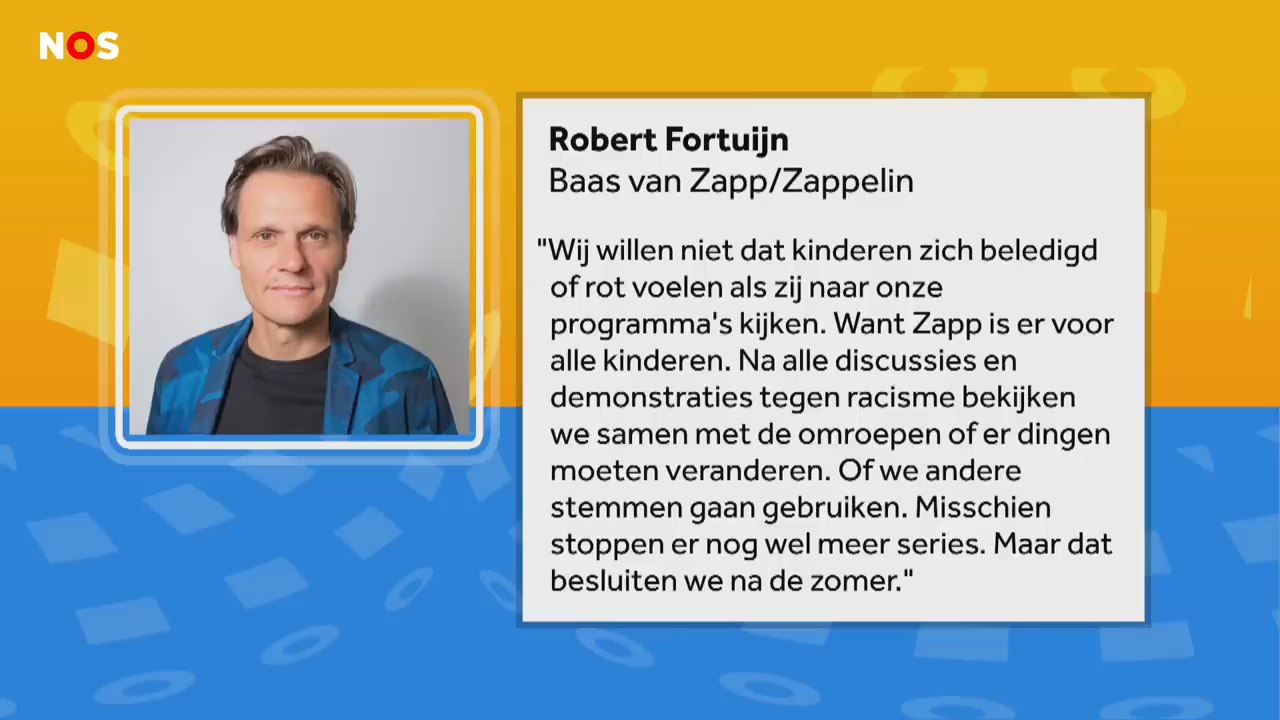 NOS
Robert Fortuijn
Baas van Zapp/Zappelin
"Wij willen niet dat kinderen zich beledigd
of rot voelen als zij naar onze
programma's kijken. Want Zapp is er voor
alle kinderen. Na alle discussies en
demonstraties tegen racisme bekijken
we samen met de omroepen of er dingen
moeten veranderen. Of we andere
stemmen gaan gebruiken. Misschien
stoppen er nog wel meer series. Maar dat
besluiten we na de zomer."